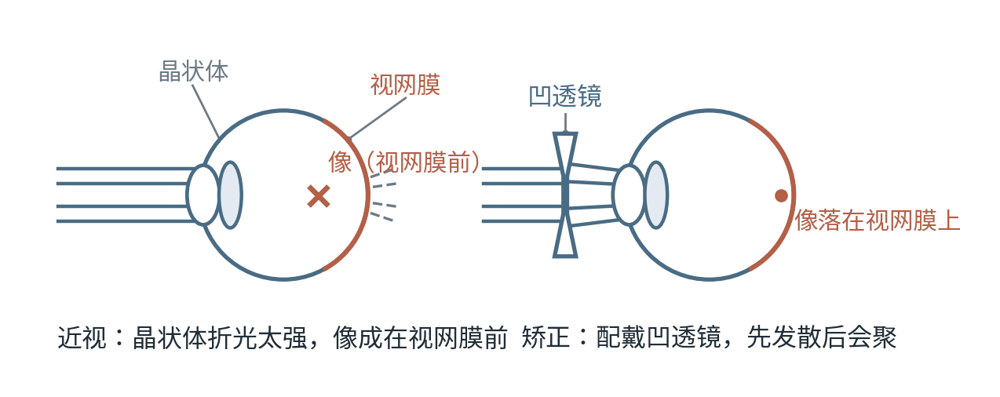 晶状体
视网膜
像（视网膜前）
凹透镜
像落在视网膜上
近视：晶状体折光太强，像成在视网膜前
矫正：配戴凹透镜，先发散后会聚